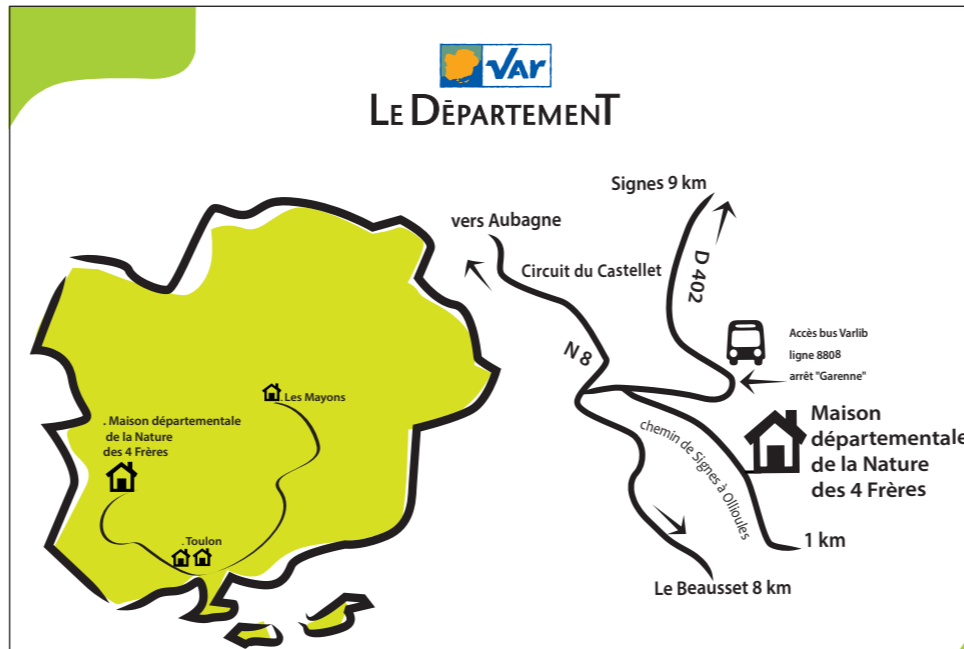 Var
LE DÉPARTEMENT
Signes 9 km
vers Aubagne
Circuit du Castellet
D 402
N 8
Accès bus Varlib
ligne 8808
arrêt "Garenne"
Maison
départementale
de la Nature
des 4 Frères
chemin de Signes à Ollioules
1 km
Le Beausset 8 km
. Les Mayons
. Maison départementale
de la Nature
des 4 Frères
. Toulon